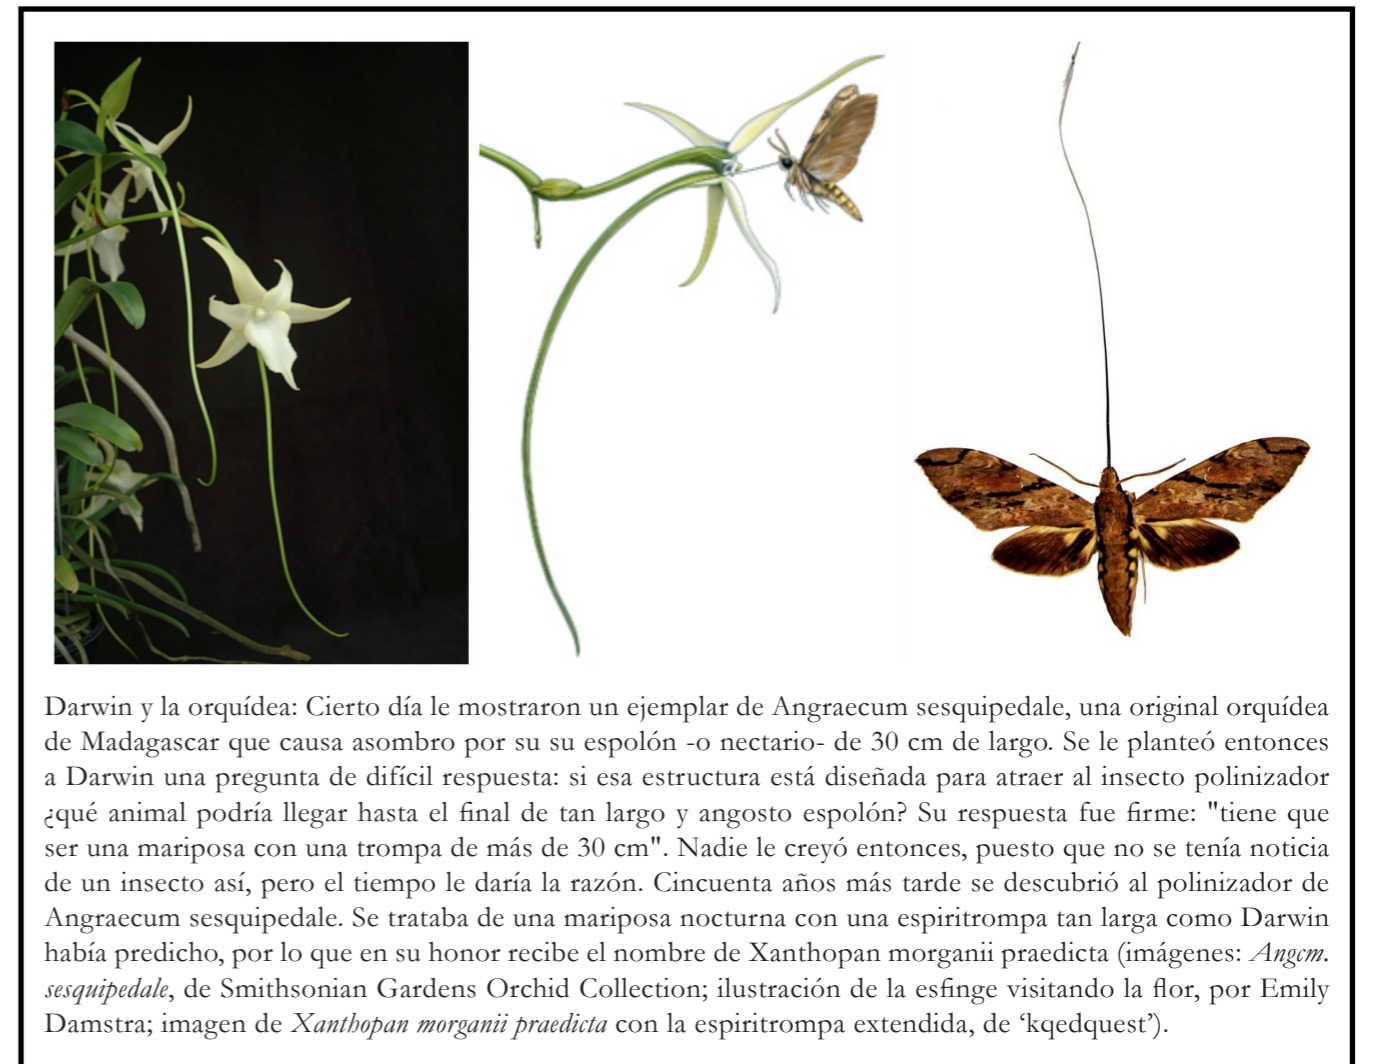 Darwin y la orquídea: Cierto día le mostraron un ejemplar de Angraecum sesquipedale, una original orquídea
de Madagascar que causa asombro por su su espolón -o nectario- de 30 cm de largo. Se le planteó entonces
a Darwin una pregunta de difícil respuesta: si esa estructura está diseñada para atraer al insecto polinizador
¿qué animal podría llegar hasta el final de tan largo y angosto espolón? Su respuesta fue firme: "tiene que
ser una mariposa con una trompa de más de 30 cm". Nadie le creyó entonces, puesto que no se tenía noticia
de un insecto así, pero el tiempo le daría la razón. Cincuenta años más tarde se descubrió al polinizador de
Angraecum sesquipedale. Se trataba de una mariposa nocturna con una espiritrompa tan larga como Darwin
había predicho, por lo que en su honor recibe el nombre de Xanthopan morganii praedicta (imágenes: Angcm.
sesquipedale, de Smithsonian Gardens Orchid Collection; ilustración de la esfinge visitando la flor, por Emily
Damstra; imagen de Xanthopan morganii praedicta con la espiritrompa extendida, de ‘kqedquest’).